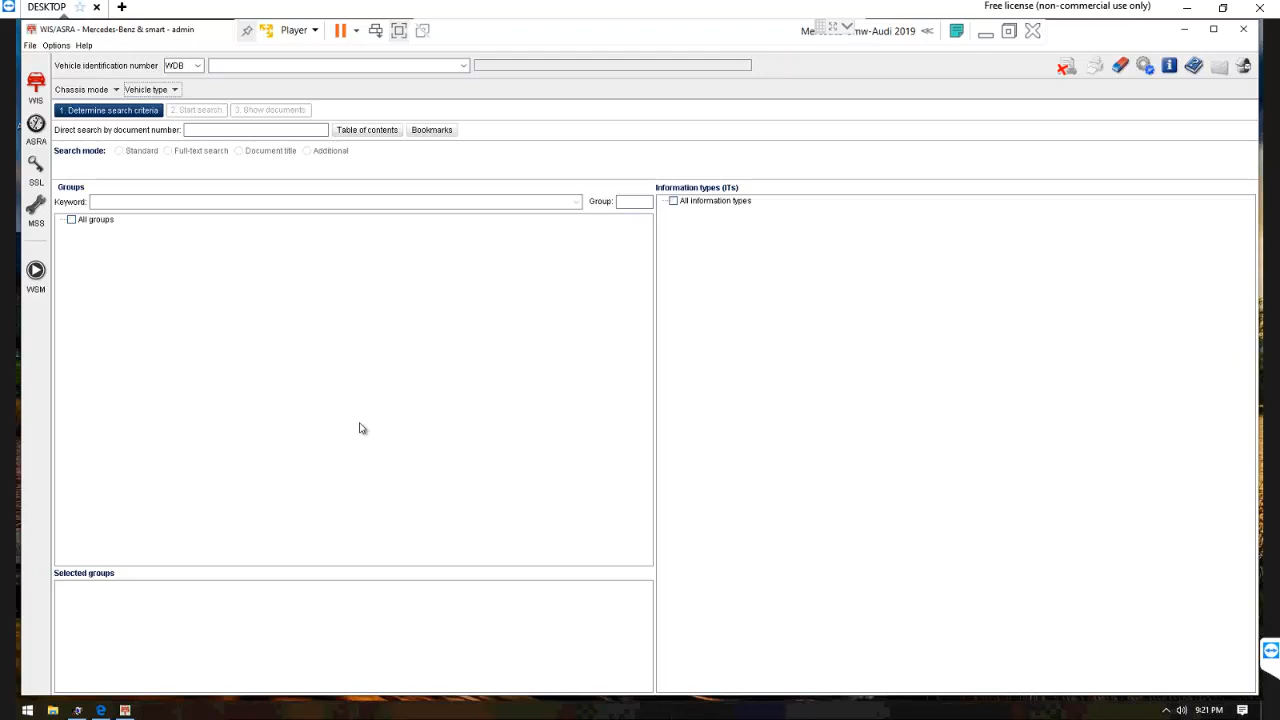 DESKTOP
Free license (non-commercial use only)
WIS/ASRA - Mercedes-Benz & smart - admin
Player
-Audi 2019
File Options Help
Vehicle identification number WDB
Chassis mode Vehicle type
1. Determine search criteria 2. Start search 3. Show documents
Direct search by document number: Table of contents Bookmarks
Search mode: Standard Full-text search Document title Additional
Groups
Information types (ITs)
Keyword: Group:
All information types
All groups
WIS
ASRA
SSL
MSS
WSM
Selected groups
9:21 PM